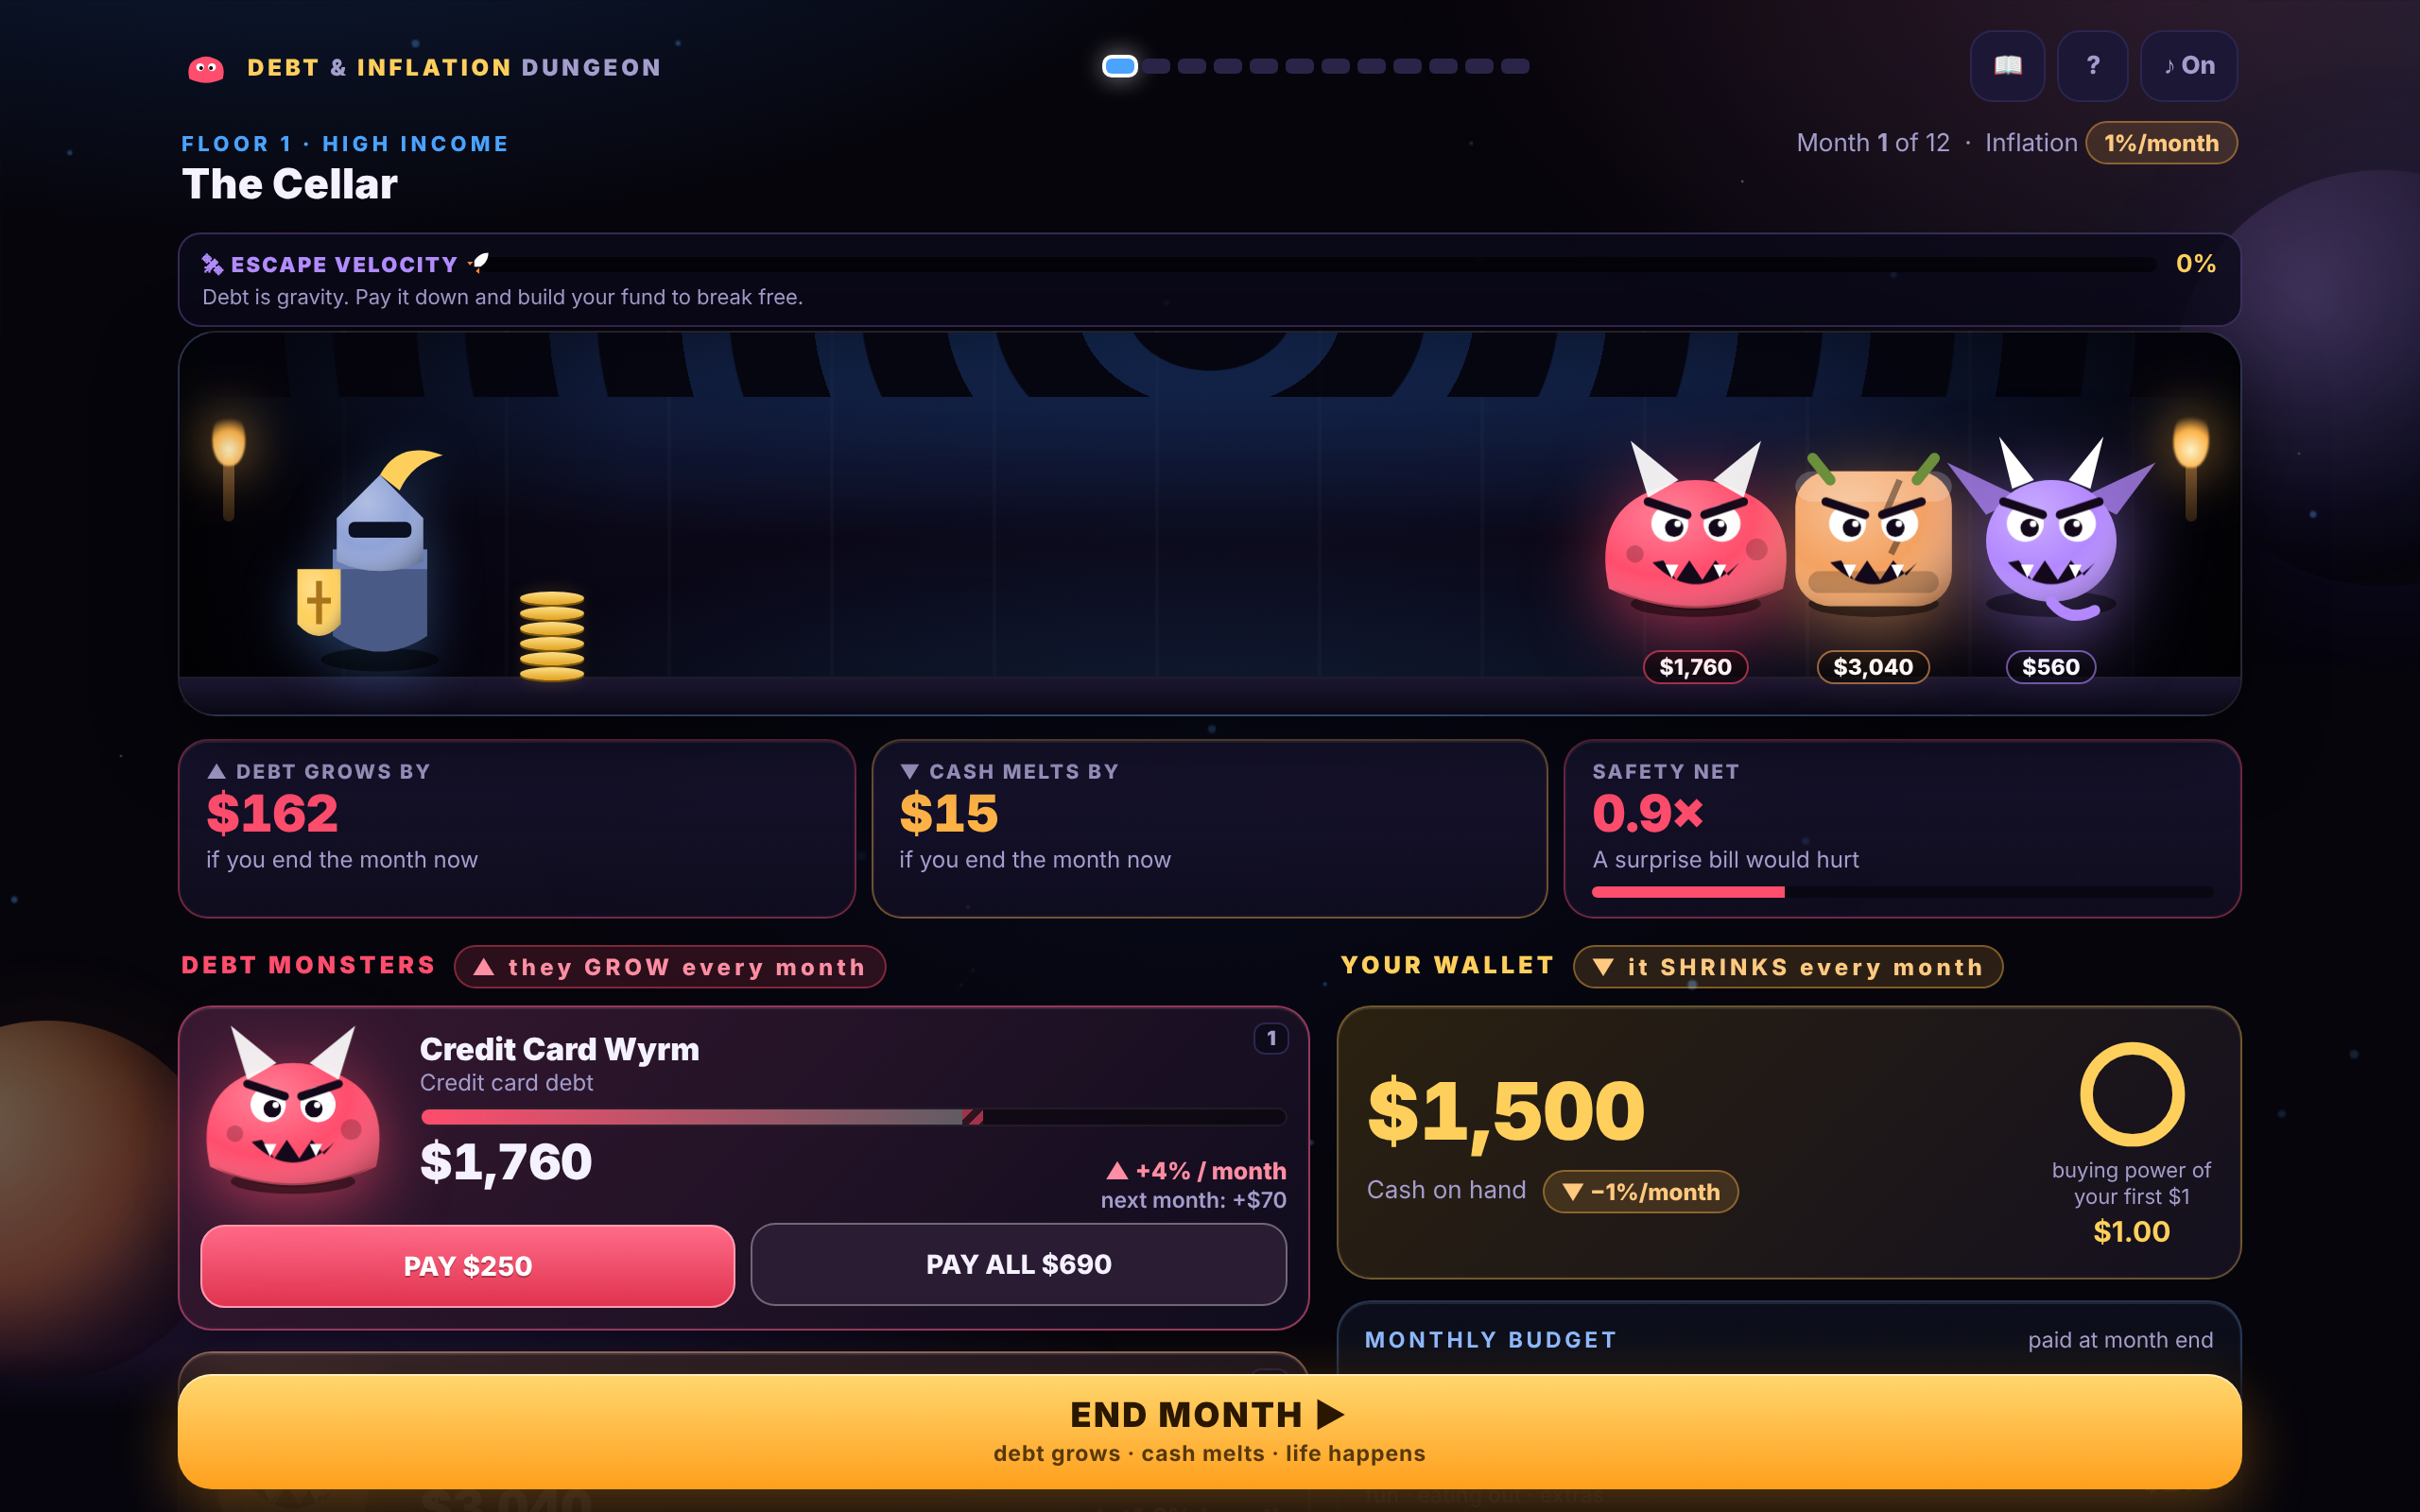 DEBT & INFLATION DUNGEON
? ♪ On
FLOOR 1 · HIGH INCOME
Month 1 of 12 · Inflation 1%/month
The Cellar
ESCAPE VELOCITY 0%
Debt is gravity. Pay it down and build your fund to break free.
$1,760 $3,040 $560
▲ DEBT GROWS BY
$162
if you end the month now
▼ CASH MELTS BY
$15
if you end the month now
SAFETY NET
0.9×
A surprise bill would hurt
DEBT MONSTERS ▲ they GROW every month
Credit Card Wyrm 1
Credit card debt
$1,760
▲ +4% / month
next month: +$70
PAY $250 PAY ALL $690
YOUR WALLET ▼ it SHRINKS every month
$1,500
Cash on hand ▼ −1%/month
buying power of
your first $1
$1.00
MONTHLY BUDGET paid at month end
END MONTH ▶
debt grows · cash melts · life happens
$3,040
fun · eating out · extras